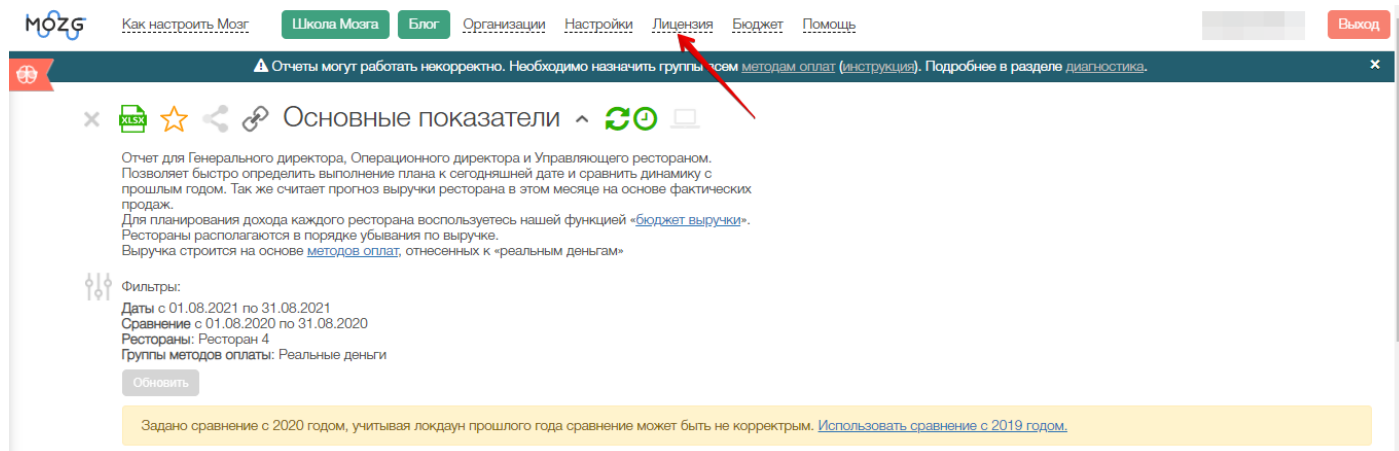 MOZG Как настроить Мозг Школа Мозга Блог Организации Настройки Лицензия Бюджет Помощь Выход
Отчеты могут работать некорректно. Необходимо назначить группы всем методам оплат (инструкция). Подробнее в разделе диагностика. ×
XLSX Основные показатели
Отчет для Генерального директора, Операционного директора и Управляющего рестораном.
Позволяет быстро определить выполнение плана к сегодняшней дате и сравнить динамику с
прошлым годом. Так же считает прогноз выручки ресторана в этом месяце на основе фактических
продаж.
Для планирования дохода каждого ресторана воспользуетесь нашей функцией «бюджет выручки».
Рестораны располагаются в порядке убывания по выручке.
Выручка строится на основе методов оплат, отнесенных к «реальным деньгам»
Фильтры:
Даты с 01.08.2021 по 31.08.2021
Сравнение с 01.08.2020 по 31.08.2020
Рестораны: Ресторан 4
Группы методов оплаты: Реальные деньги
Обновить
Задано сравнение с 2020 годом, учитывая локдаун прошлого года сравнение может быть не корректрым. Использовать сравнение с 2019 годом.